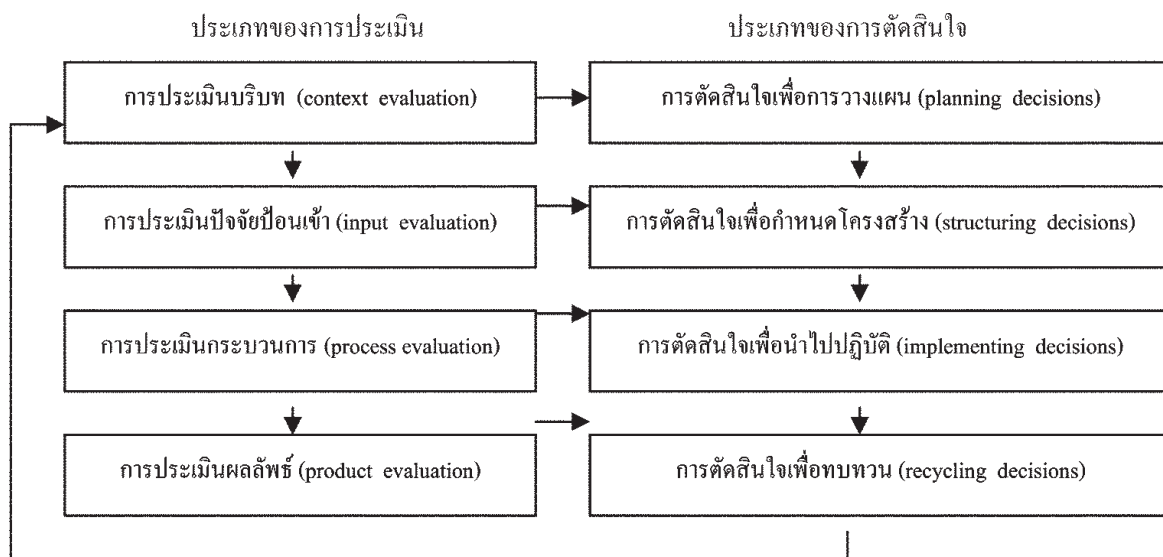 ประเภทของการประเมิน ประเภทของการตัดสินใจ
การประเมินบริบท (context evaluation) การตัดสินใจเพื่อการวางแผน (planning decisions)
การประเมินปัจจัยป้อนเข้า (input evaluation) การตัดสินใจเพื่อกำหนดโครงสร้าง (structuring decisions)
การประเมินกระบวนการ (process evaluation) การตัดสินใจเพื่อนำไปปฏิบัติ (implementing decisions)
การประเมินผลลัพธ์ (product evaluation) การตัดสินใจเพื่อทบทวน (recycling decisions)